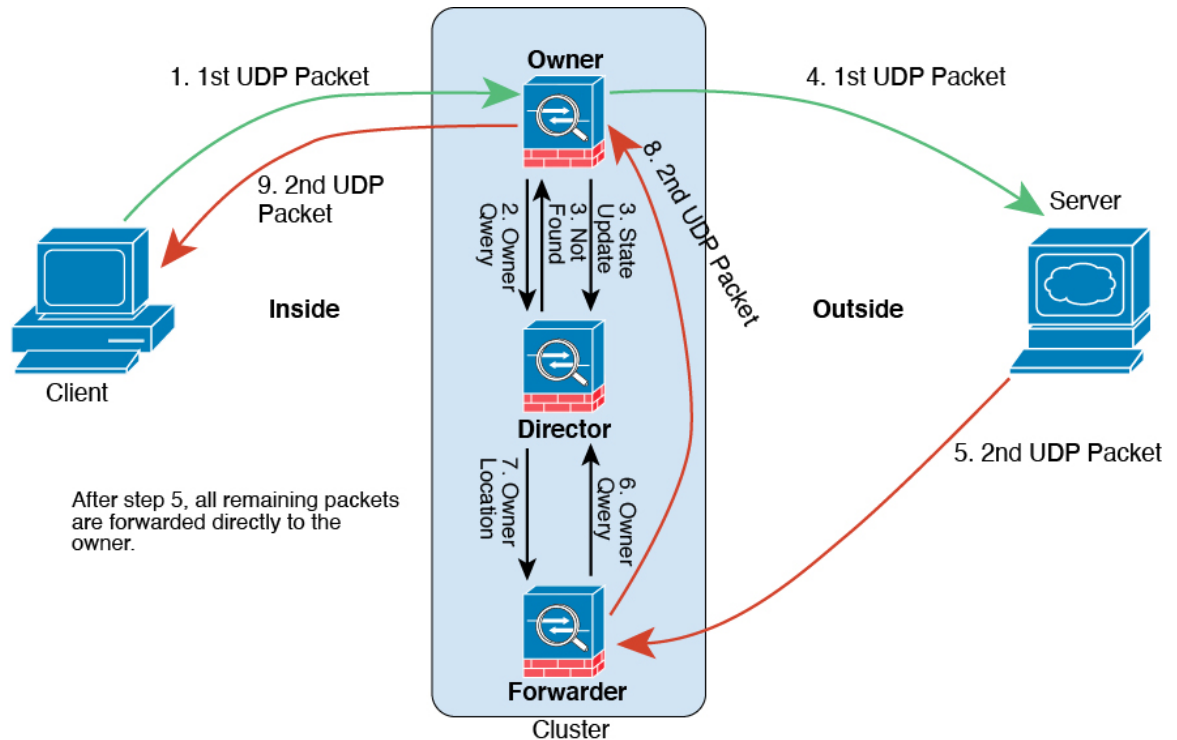 Owner
1. 1st UDP Packet
4. 1st UDP Packet
9. 2nd UDP
Packet
8. 2nd UDP Packet
2. Owner
Qwery
3. Not
Found
3. State
Update
Server
Inside
Outside
Client
Director
5. 2nd UDP Packet
7. Owner
Location
6. Owner
Qwery
After step 5, all remaining packets
are forwarded directly to the
owner.
Forwarder
Cluster